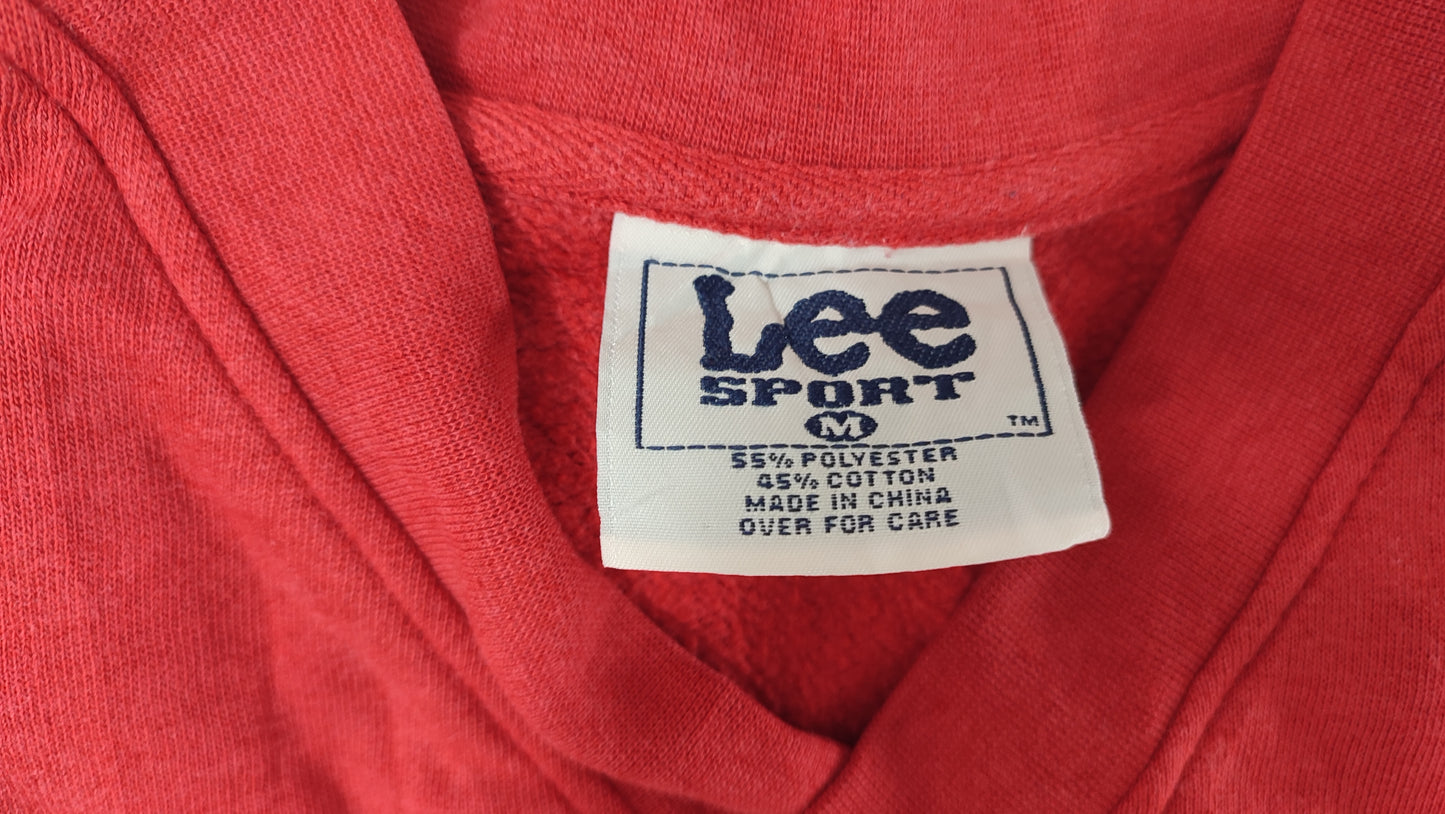 Lee
SPORT
M
TM
55% POLYESTER
45% COTTON
MADE IN CHINA
OVER FOR CARE